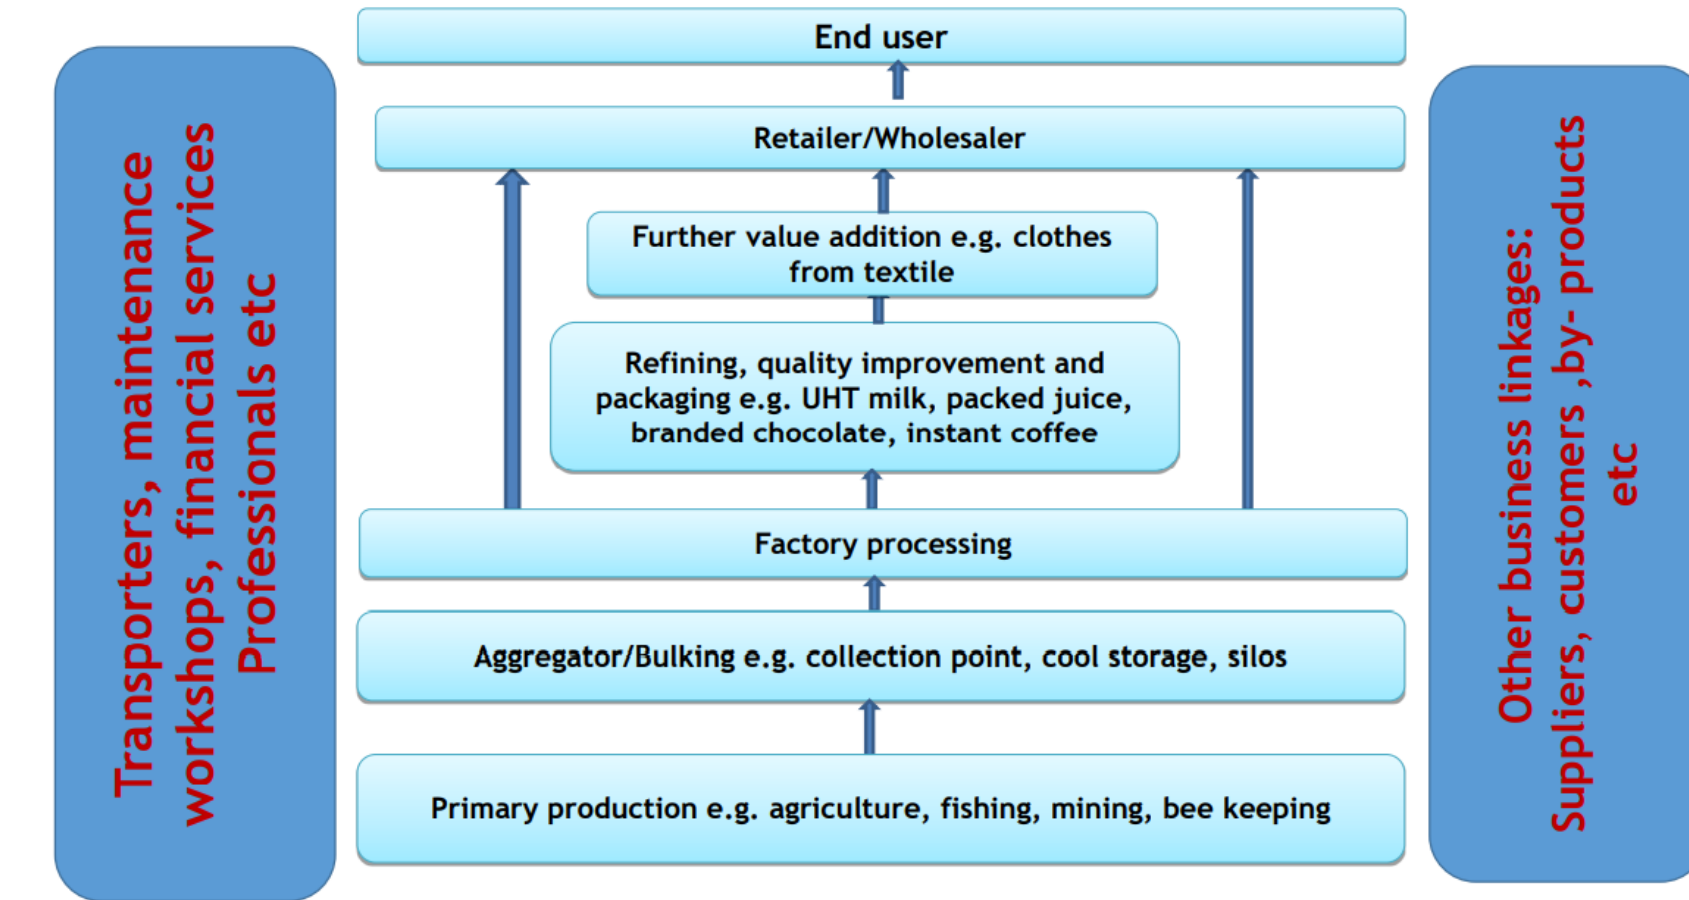 End user
Retailer/Wholesaler
Further value addition e.g. clothes
from textile
Refining, quality improvement and
packaging e.g. UHT milk, packed juice,
branded chocolate, instant coffee
Factory processing
Aggregator/Bulking e.g. collection point, cool storage, silos
Primary production e.g. agriculture, fishing, mining, bee keeping
Transporters, maintenance
workshops, financial services
Professionals etc
Other business linkages:
Suppliers, customers ,by- products
etc